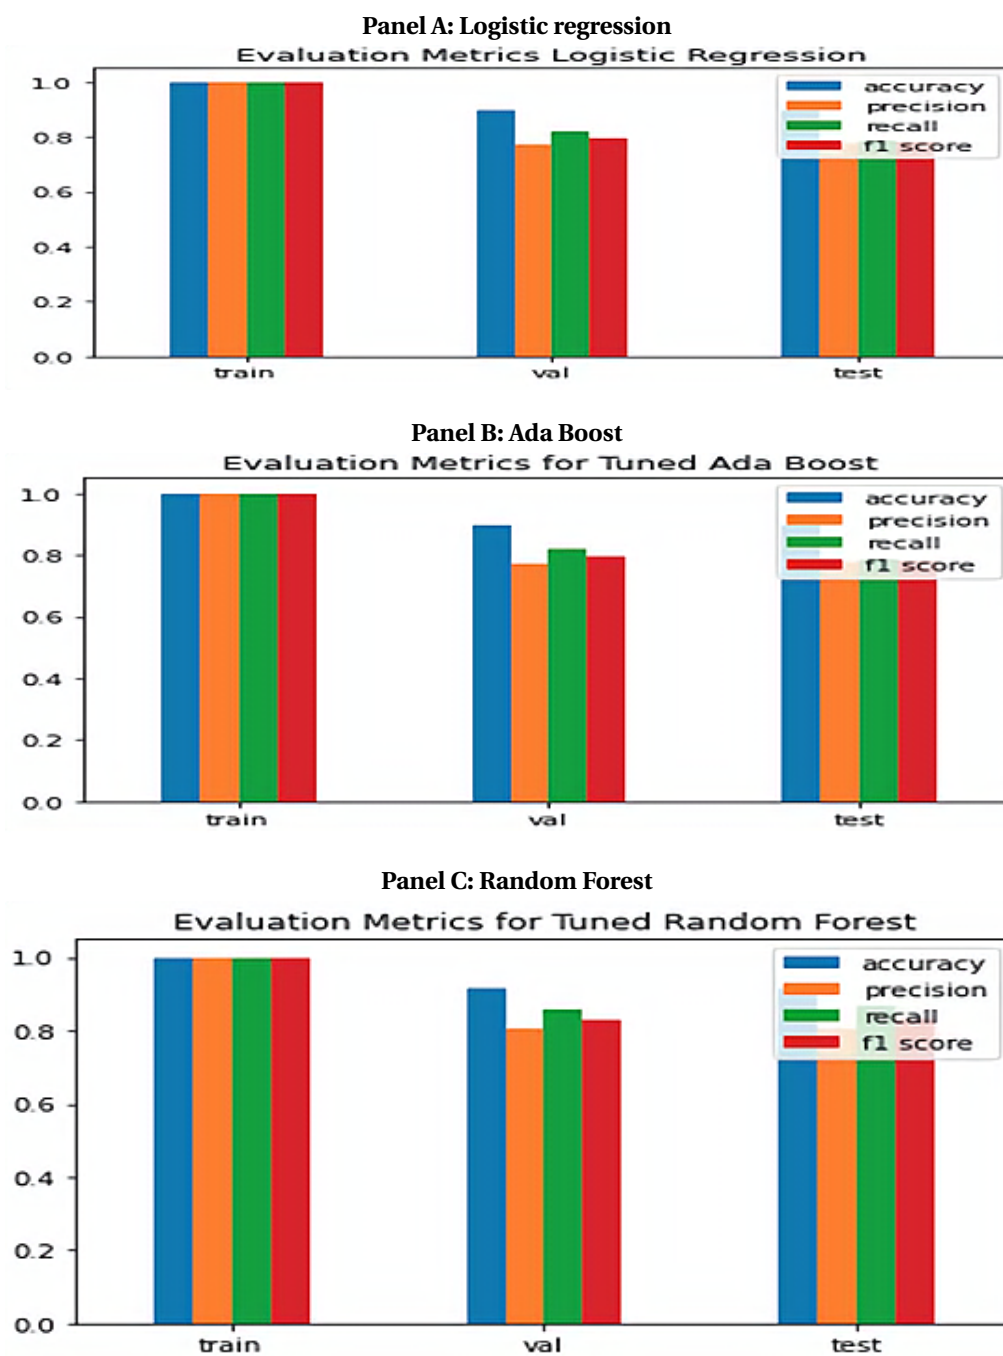 Panel A: Logistic regression
Evaluation Metrics Logistic Regression
1.0
0.8
0.6
0.4
0.2
0.0
accuracy
precision
recall
f1 score
train val test
Panel B: Ada Boost
Evaluation Metrics for Tuned Ada Boost
1.0
0.8
0.6
0.4
0.2
0.0
accuracy
precision
recall
f1 score
train val test
Panel C: Random Forest
Evaluation Metrics for Tuned Random Forest
1.0
0.8
0.6
0.4
0.2
0.0
accuracy
precision
recall
f1 score
train val test